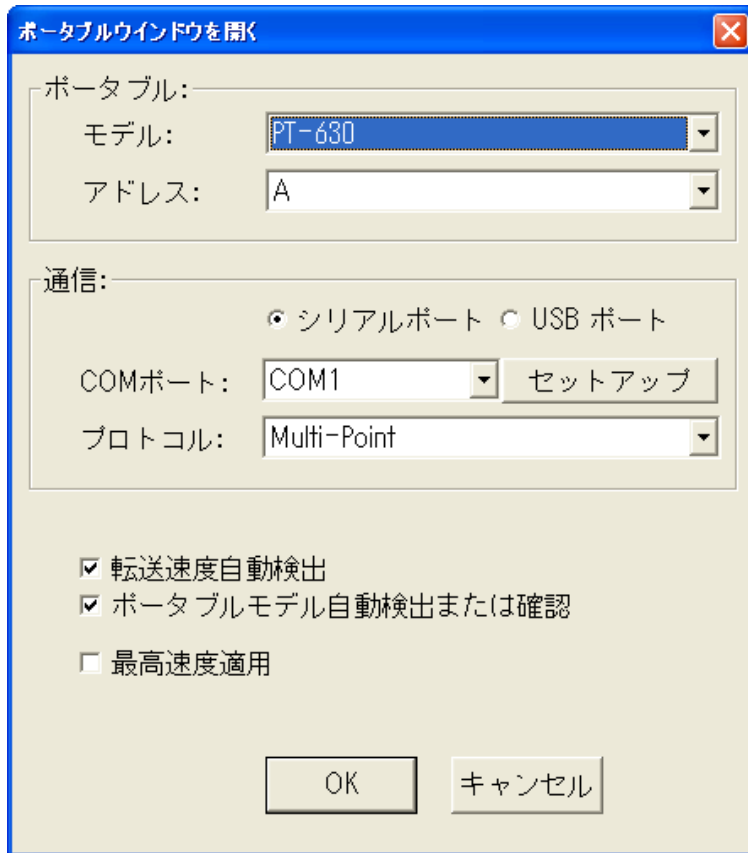 ポータブルウインドウを開く
ポータブル:
モデル: PT-630
アドレス: A
通信:
シリアルポート USB ポート
COMポート: COM1 セットアップ
プロトコル: Multi-Point
転送速度自動検出
ポータブルモデル自動検出または確認
最高速度適用
OK キャンセル